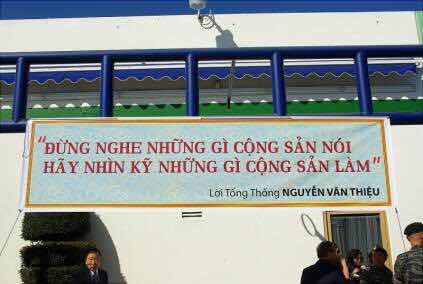 "ĐỪNG NGHE NHỮNG GÌ CỘNG SẢN NÓI
HÃY NHÌN KỸ NHỮNG GÌ CỘNG SẢN LÀM"
Lời Tổng Thống NGUYỄN VĂN THIỆU